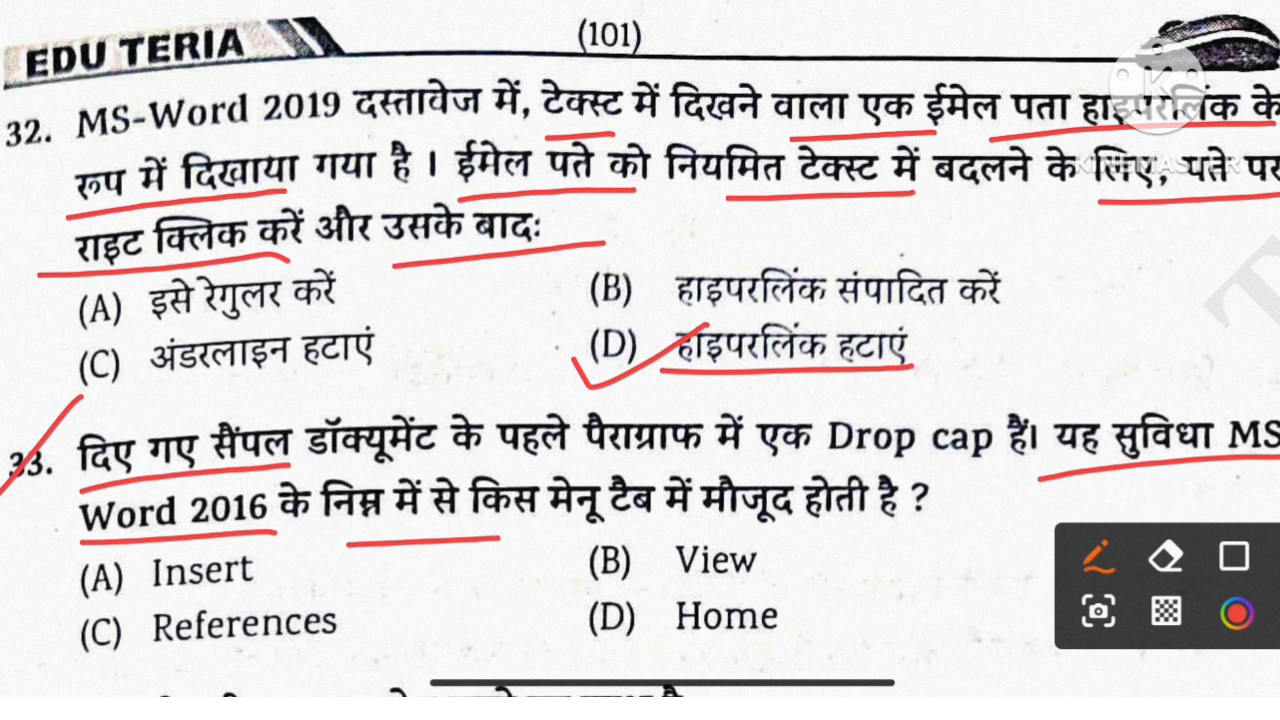 EDU TERIA
(101)
32. MS-Word 2019 दस्तावेज में, टेक्स्ट में दिखने वाला एक ईमेल पता हाइपरलिंक के
रूप में दिखाया गया है । ईमेल पते को नियमित टेक्स्ट में बदलने के लिए, पते पर
राइट क्लिक करें और उसके बादः
(A) इसे रेगुलर करें
(B) हाइपरलिंक संपादित करें
(C) अंडरलाइन हटाएं
(D) हाइपरलिंक हटाएं
33. दिए गए सैंपल डॉक्यूमेंट के पहले पैराग्राफ में एक Drop cap हैं। यह सुविधा MS
Word 2016 के निम्न में से किस मेनू टैब में मौजूद होती है ?
(A) Insert
(B) View
(C) References
(D) Home
K
KINEMASTER